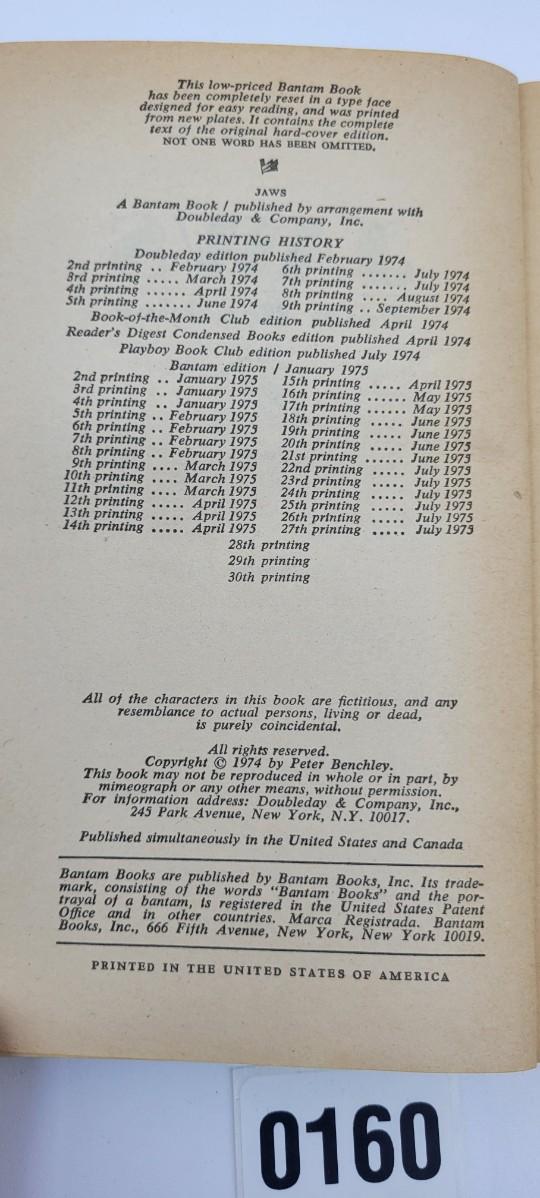 This low-priced Bantam Book
has been completely reset in a type face
designed for easy reading, and was printed
from new plates. It contains the complete
text of the original hard-cover edition.
NOT ONE WORD HAS BEEN OMITTED.
JAWS
A Bantam Book / published by arrangement with
Doubleday & Company, Inc.
PRINTING HISTORY
Doubleday edition published February 1974
2nd printing .. February 1974 6th printing ....... July 1974
3rd printing ..... March 1974 7th printing ....... July 1974
4th printing ....... April 1974 8th printing .... August 1974
5th printing ....... June 1974 9th printing .. September 1974
Book-of-the-Month Club edition published April 1974
Reader's Digest Condensed Books edition published April 1974
Playboy Book Club edition published July 1974
Bantam edition / January 1975
2nd printing .. January 1975 15th printing ..... April 1975
3rd printing .. January 1975 16th printing ...... May 1975
4th printing .. January 1975 17th printing ...... May 1975
5th printing .. February 1975 18th printing ..... June 1975
6th printing .. February 1975 19th printing ..... June 1975
7th printing .. February 1975 20th printing ..... June 1975
8th printing .. February 1975 21st printing ...... June 1975
9th printing .... March 1975 22nd printing ..... July 1975
10th printing .... March 1975 23rd printing ..... July 1975
11th printing .... March 1975 24th printing ..... July 1975
12th printing ..... April 1975 25th printing ..... July 1975
13th printing ..... April 1975 26th printing ..... July 1975
14th printing ..... April 1975 27th printing ..... July 1975
28th printing
29th printing
30th printing
All of the characters in this book are fictitious, and any
resemblance to actual persons, living or dead,
is purely coincidental.
All rights reserved.
Copyright © 1974 by Peter Benchley.
This book may not be reproduced in whole or in part, by
mimeograph or any other means, without permission.
For information address: Doubleday & Company, Inc.,
245 Park Avenue, New York, N.Y. 10017.
Published simultaneously in the United States and Canada
Bantam Books are published by Bantam Books, Inc. Its trade-
mark, consisting of the words "Bantam Books" and the por-
trayal of a bantam, is registered in the United States Patent
Office and in other countries. Marca Registrada. Bantam
Books, Inc., 666 Fifth Avenue, New York, New York 10019.
PRINTED IN THE UNITED STATES OF AMERICA
0160